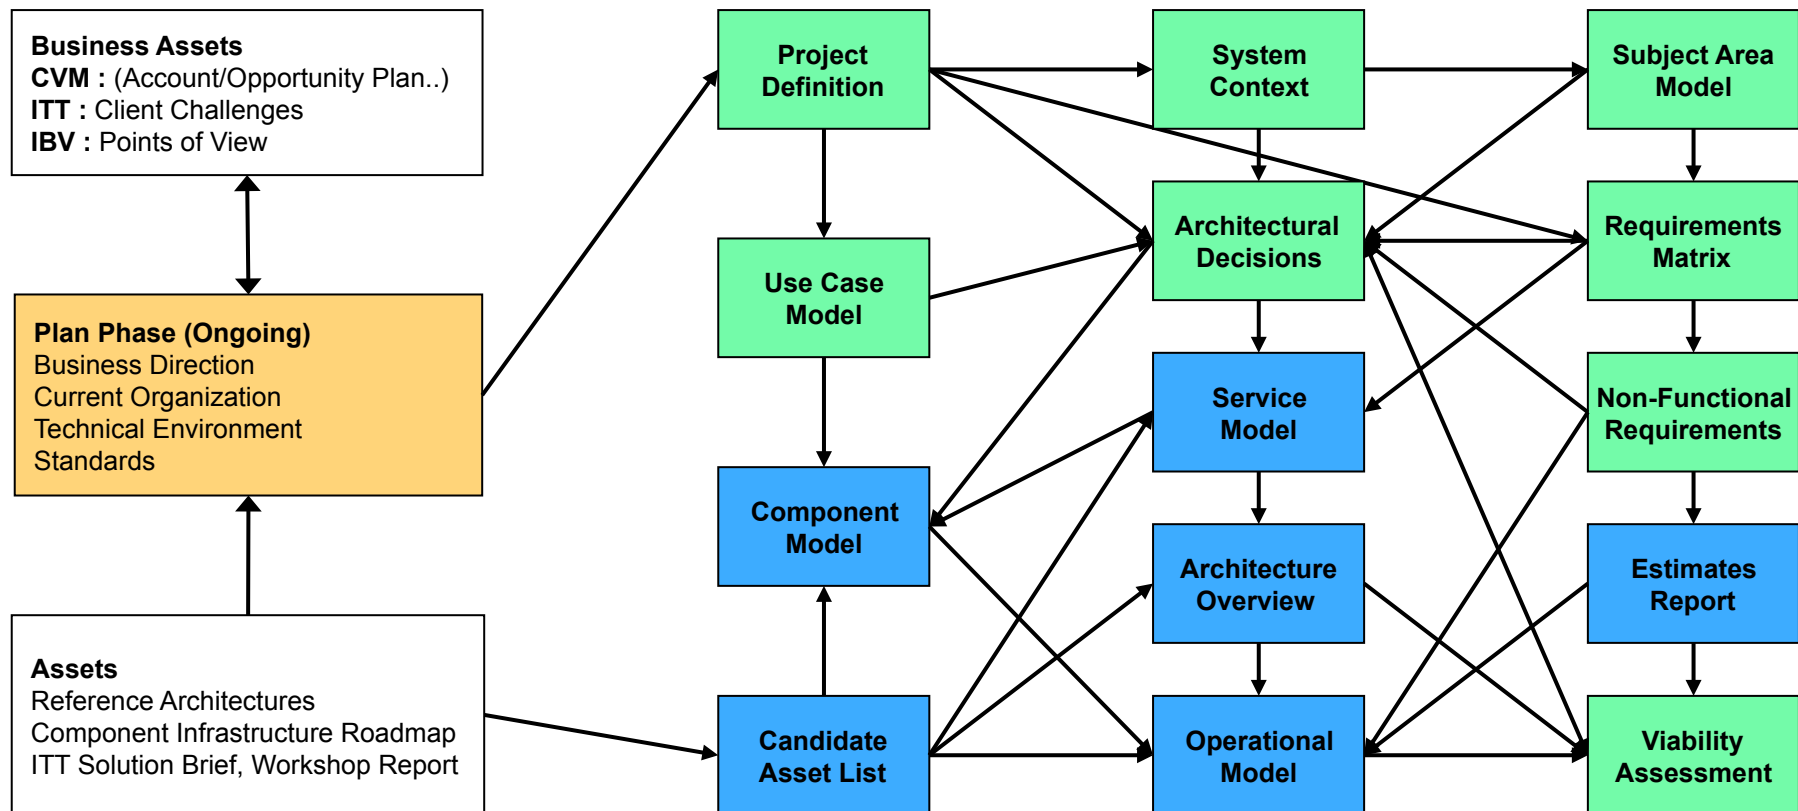 Business Assets
CVM : (Account/Opportunity Plan..)
ITT : Client Challenges
IBV : Points of View
Plan Phase (Ongoing)
Business Direction
Current Organization
Technical Environment
Standards
Assets
Reference Architectures
Component Infrastructure Roadmap
ITT Solution Brief, Workshop Report
Project
Definition
Use Case
Model
Component
Model
Candidate
Asset List
System
Context
Architectural
Decisions
Service
Model
Architecture
Overview
Operational
Model
Subject Area
Model
Requirements
Matrix
Non-Functional
Requirements
Estimates
Report
Viability
Assessment